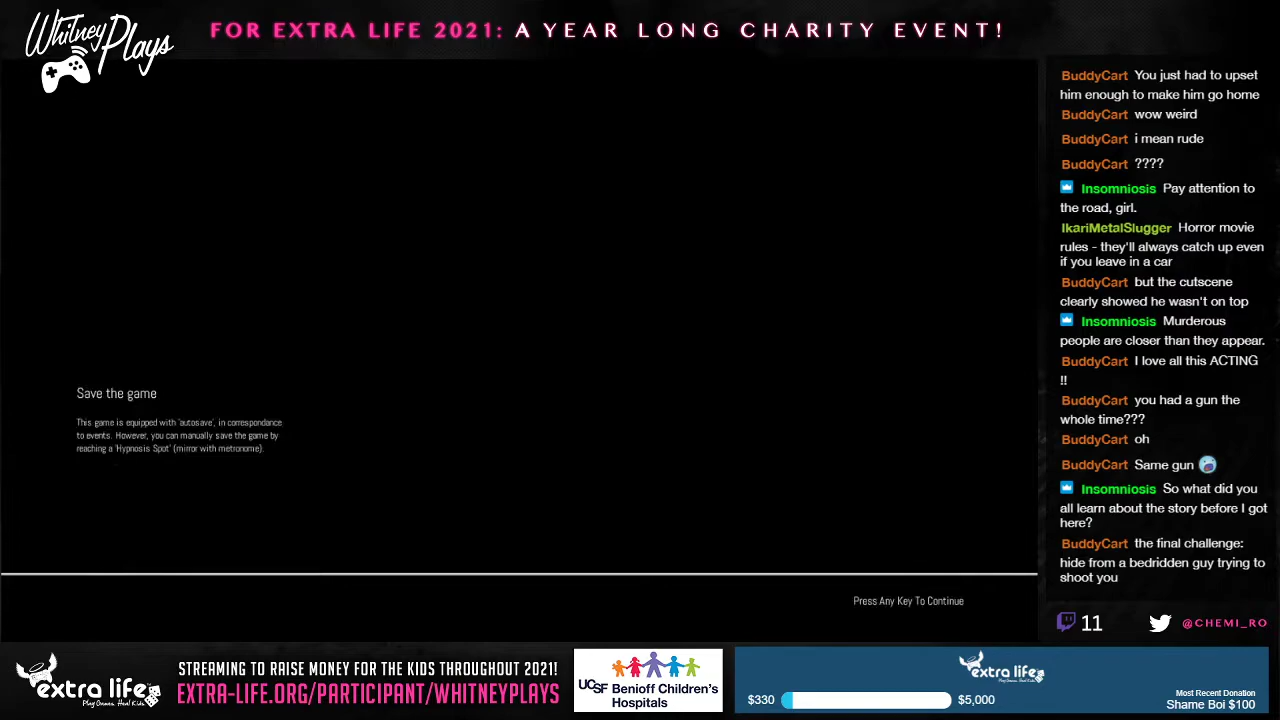 Whitney Plays
FOR EXTRA LIFE 2021: A YEAR LONG CHARITY EVENT!
Save the game
This game is equipped with 'autosave', in correspondance
to events. However, you can manually save the game by
reaching a 'Hypnosis Spot' (mirror with metronome).
Press Any Key To Continue
BuddyCart You just had to upset
him enough to make him go home
BuddyCart wow weird
BuddyCart i mean rude
BuddyCart ????
Insomniosis Pay attention to
the road, girl.
IkariMetalSlugger Horror movie
rules - they'll always catch up even
if you leave in a car
BuddyCart but the cutscene
clearly showed he wasn't on top
Insomniosis Murderous
people are closer than they appear.
BuddyCart I love all this ACTING
!!
BuddyCart you had a gun the
whole time???
BuddyCart oh
BuddyCart Same gun
Insomniosis So what did you
all learn about the story before I got
here?
BuddyCart the final challenge:
hide from a bedridden guy trying to
shoot you
11
@CHEMI_RO
extra life
Play Games. Heal Kids.
STREAMING TO RAISE MONEY FOR THE KIDS THROUGHOUT 2021!
EXTRA-LIFE.ORG/PARTICIPANT/WHITNEYPLAYS
UCSF Benioff Children's
Hospitals
extra life
Play Games. Heal Kids.
$330
$5,000
Most Recent Donation
Shame Boi $100